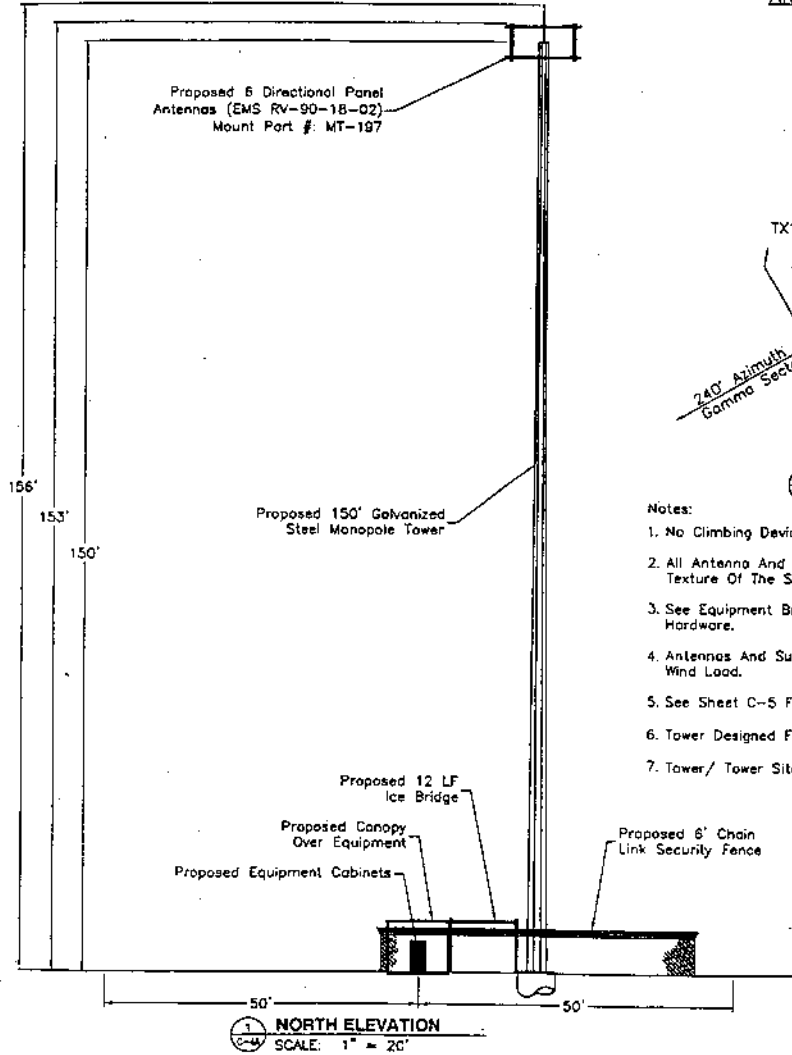 Proposed 6 Directional Panel
Antennas (EMS RV-90-18-02)
Mount Part #: MT-197
TX
240° Azimuth
Gamma Sect
156'
153'
150'
Proposed 150' Galvanized
Steel Monopole Tower
Notes:
1. No Climbing Devi
2. All Antenna And
Texture Of The S
3. See Equipment B
Hardware.
4. Antennas And Su
Wind Load.
5. See Sheet C-5 F
6. Tower Designed F
7. Tower/ Tower Sit
Proposed 12 LF
Ice Bridge
Proposed Canopy
Over Equipment
Proposed Equipment Cabinets
Proposed 6' Chain
Link Security Fence
50'
50'
1
NORTH ELEVATION
SCALE: 1" = 20'